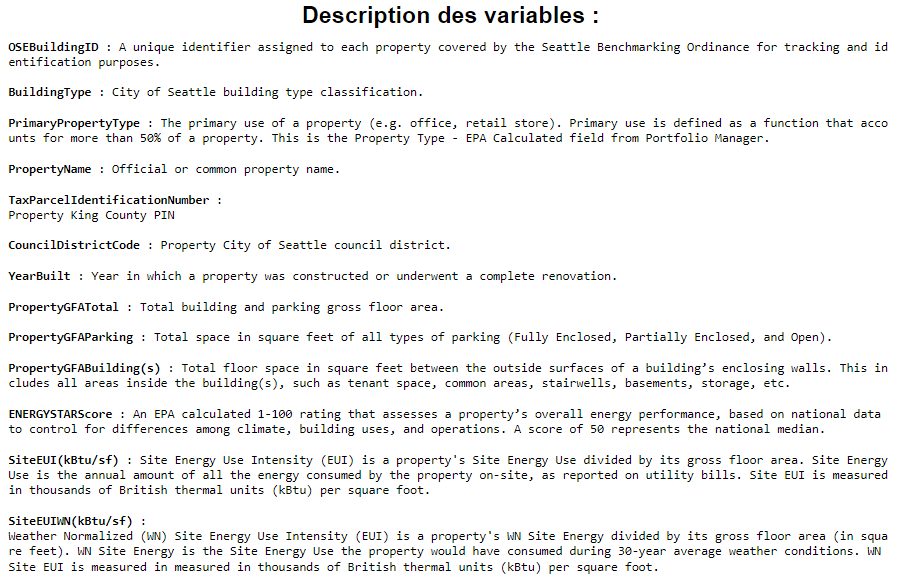 Description des variables :
OSEBuildingID : A unique identifier assigned to each property covered by the Seattle Benchmarking Ordinance for tracking and id
entification purposes.
BuildingType : City of Seattle building type classification.
PrimaryPropertyType : The primary use of a property (e.g. office, retail store). Primary use is defined as a function that acco
unts for more than 50% of a property. This is the Property Type - EPA Calculated field from Portfolio Manager.
PropertyName : Official or common property name.
TaxParcelIdentificationNumber :
Property King County PIN
CouncilDistrictCode : Property City of Seattle council district.
YearBuilt : Year in which a property was constructed or underwent a complete renovation.
PropertyGFATotal : Total building and parking gross floor area.
PropertyGFAParking : Total space in square feet of all types of parking (Fully Enclosed, Partially Enclosed, and Open).
PropertyGFABuilding(s) : Total floor space in square feet between the outside surfaces of a building’s enclosing walls. This in
cludes all areas inside the building(s), such as tenant space, common areas, stairwells, basements, storage, etc.
ENERGYSTARScore : An EPA calculated 1-100 rating that assesses a property’s overall energy performance, based on national data
to control for differences among climate, building uses, and operations. A score of 50 represents the national median.
SiteEUI(kBtu/sf) : Site Energy Use Intensity (EUI) is a property's Site Energy Use divided by its gross floor area. Site Energy
Use is the annual amount of all the energy consumed by the property on-site, as reported on utility bills. Site EUI is measured
in thousands of British thermal units (kBtu) per square foot.
SiteEUIWN(kBtu/sf) :
Weather Normalized (WN) Site Energy Use Intensity (EUI) is a property's WN Site Energy divided by its gross floor area (in squa
re feet). WN Site Energy is the Site Energy Use the property would have consumed during 30-year average weather conditions. WN
Site EUI is measured in measured in thousands of British thermal units (kBtu) per square foot.